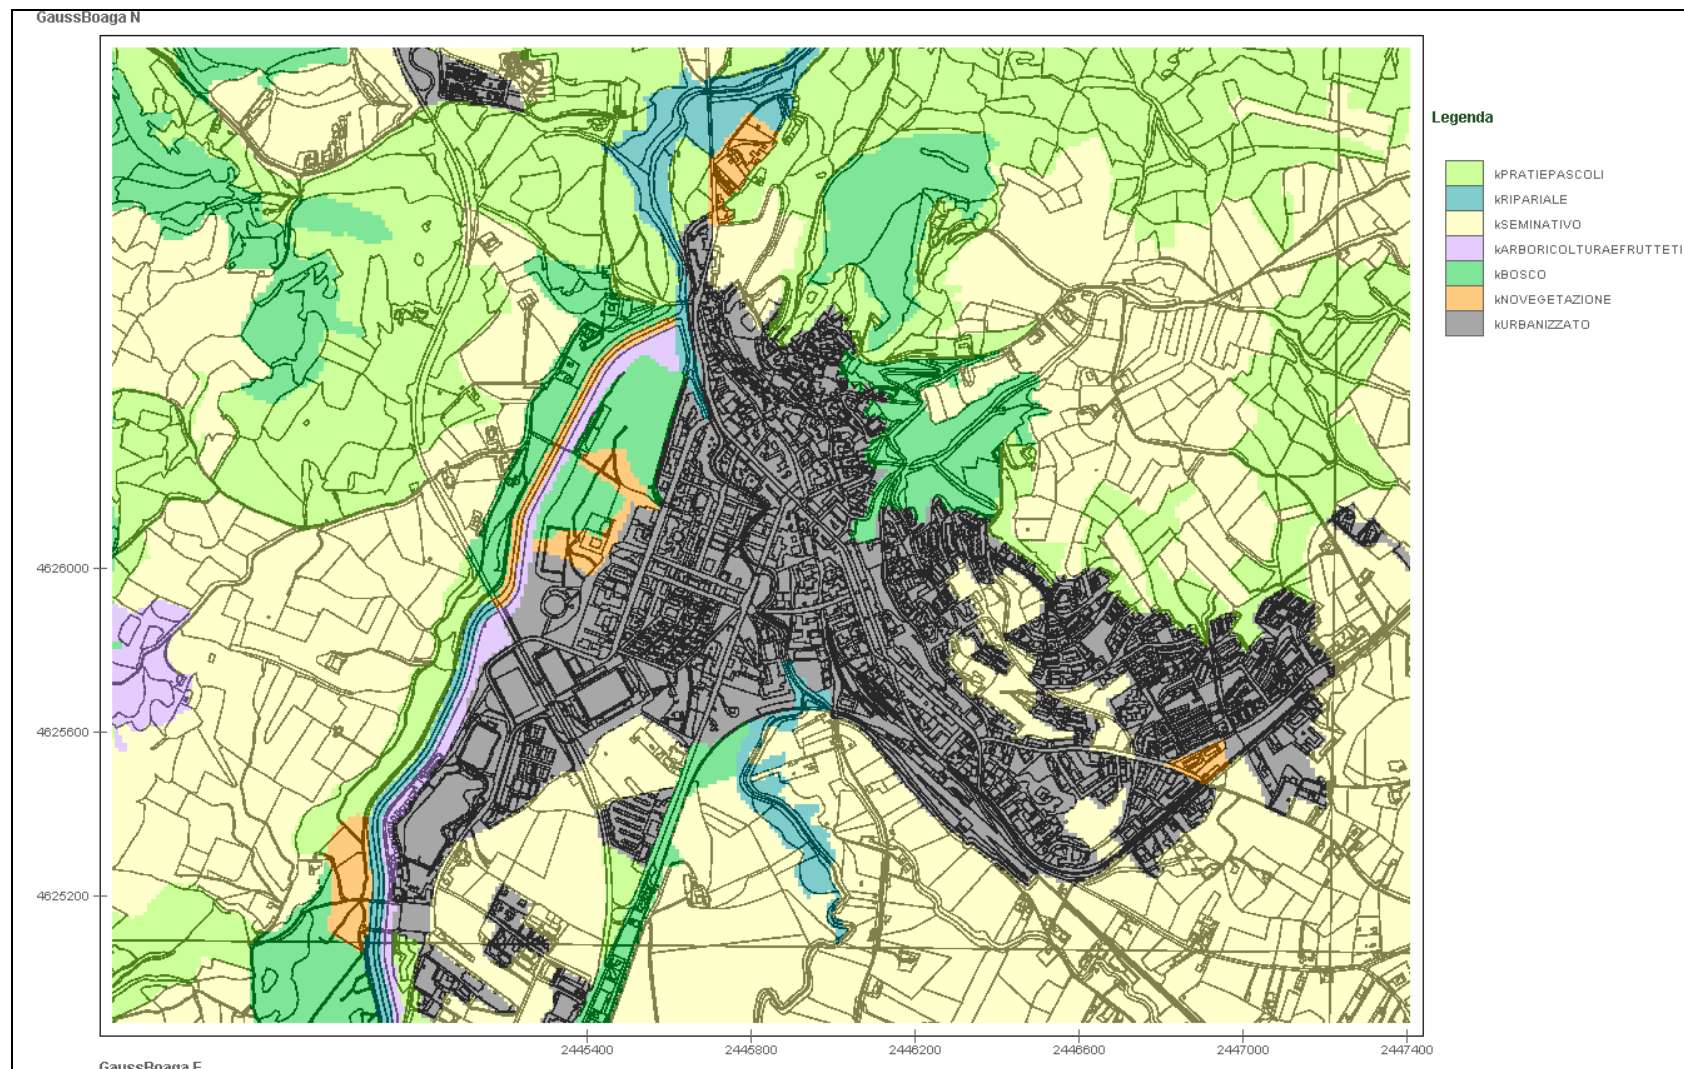 GaussBoaga N
Legenda
kPRATIEPASCOLI
kRIPARIALE
kSEMINATIVO
kARBORICOLTURAEFRUTTETI
kBOSCO
kNOVEGETAZIONE
kURBANIZZATO
4626000
4625600
4625200
2445400
2445800
2446200
2446600
2447000
2447400
GaussBoaga E